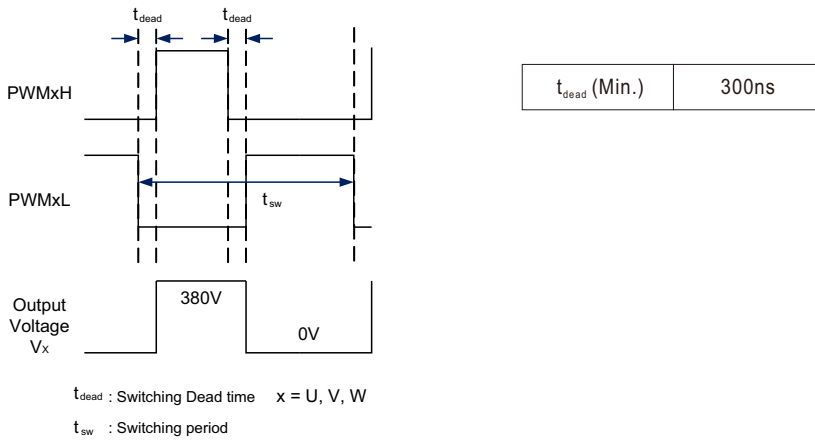 tdead tdead
PWMxH
tdead (Min.) 300ns
PWMxL
tsw
380V
Output
Voltage
Vx
0V
tdead : Switching Dead time x = U, V, W
tsw : Switching period